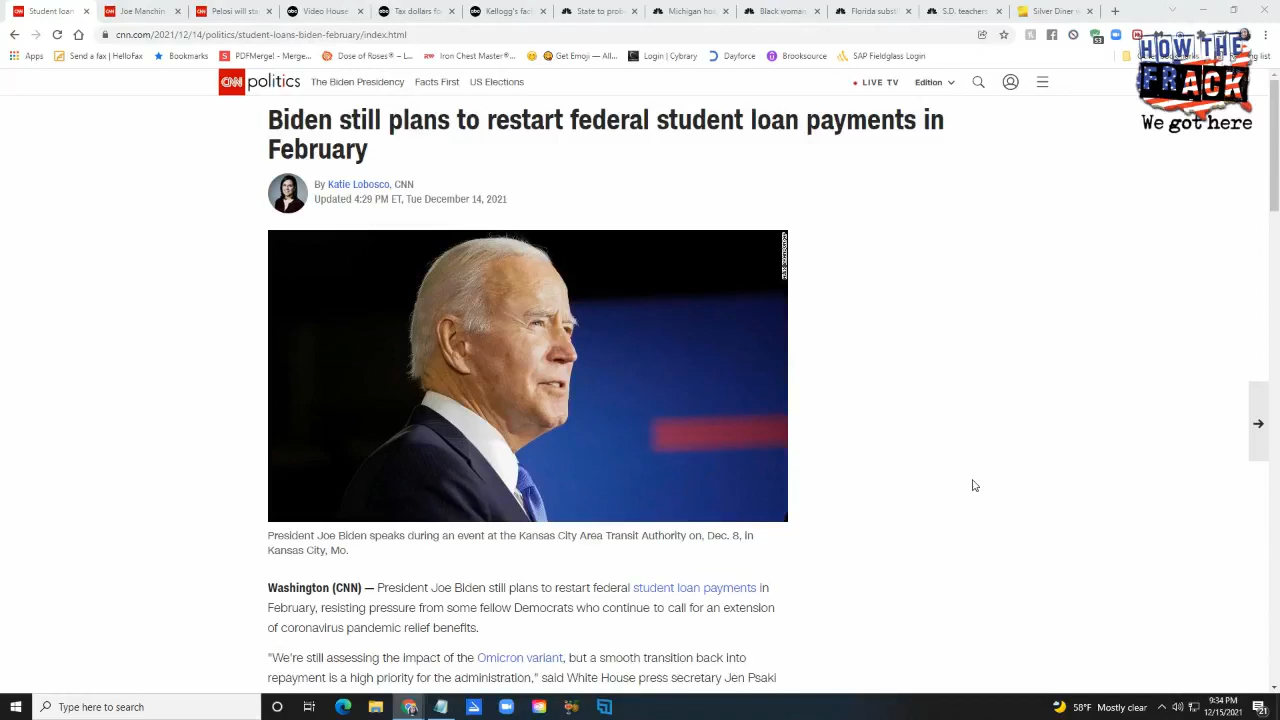 Student loan
Joe Manchin
Pelosi will ste
Video House
Tax dollars fo
Kellogg's fac
State to probe
Michigan hos
Black woma
Florida subst
S.D. teachers
Silver Diner
cnn.com/2021/12/14/politics/student-loans-biden-february/index.html
Apps
Send a fax | HelloFax
Bookmarks
PDFMerge! - Merge...
Dose of Roses® – L...
Iron Chest Master®...
Get Emoji — All...
Login | Cybrary
Dayforce
Brooksource
SAP Fieldglass Login
HOW THE
FRACK
We got here
CNN politics
The Biden Presidency
Facts First
US Elections
LIVE TV
Edition
Biden still plans to restart federal student loan payments in
February
By Katie Lobosco, CNN
Updated 4:29 PM ET, Tue December 14, 2021
President Joe Biden speaks during an event at the Kansas City Area Transit Authority on, Dec. 8, in
Kansas City, Mo.
Washington (CNN) — President Joe Biden still plans to restart federal student loan payments in
February, resisting pressure from some fellow Democrats who continue to call for an extension
of coronavirus pandemic relief benefits.
"We're still assessing the impact of the Omicron variant, but a smooth transition back into
repayment is a high priority for the administration," said White House press secretary Jen Psaki
Type here to search
58°F Mostly clear
9:34 PM
12/15/2021
21